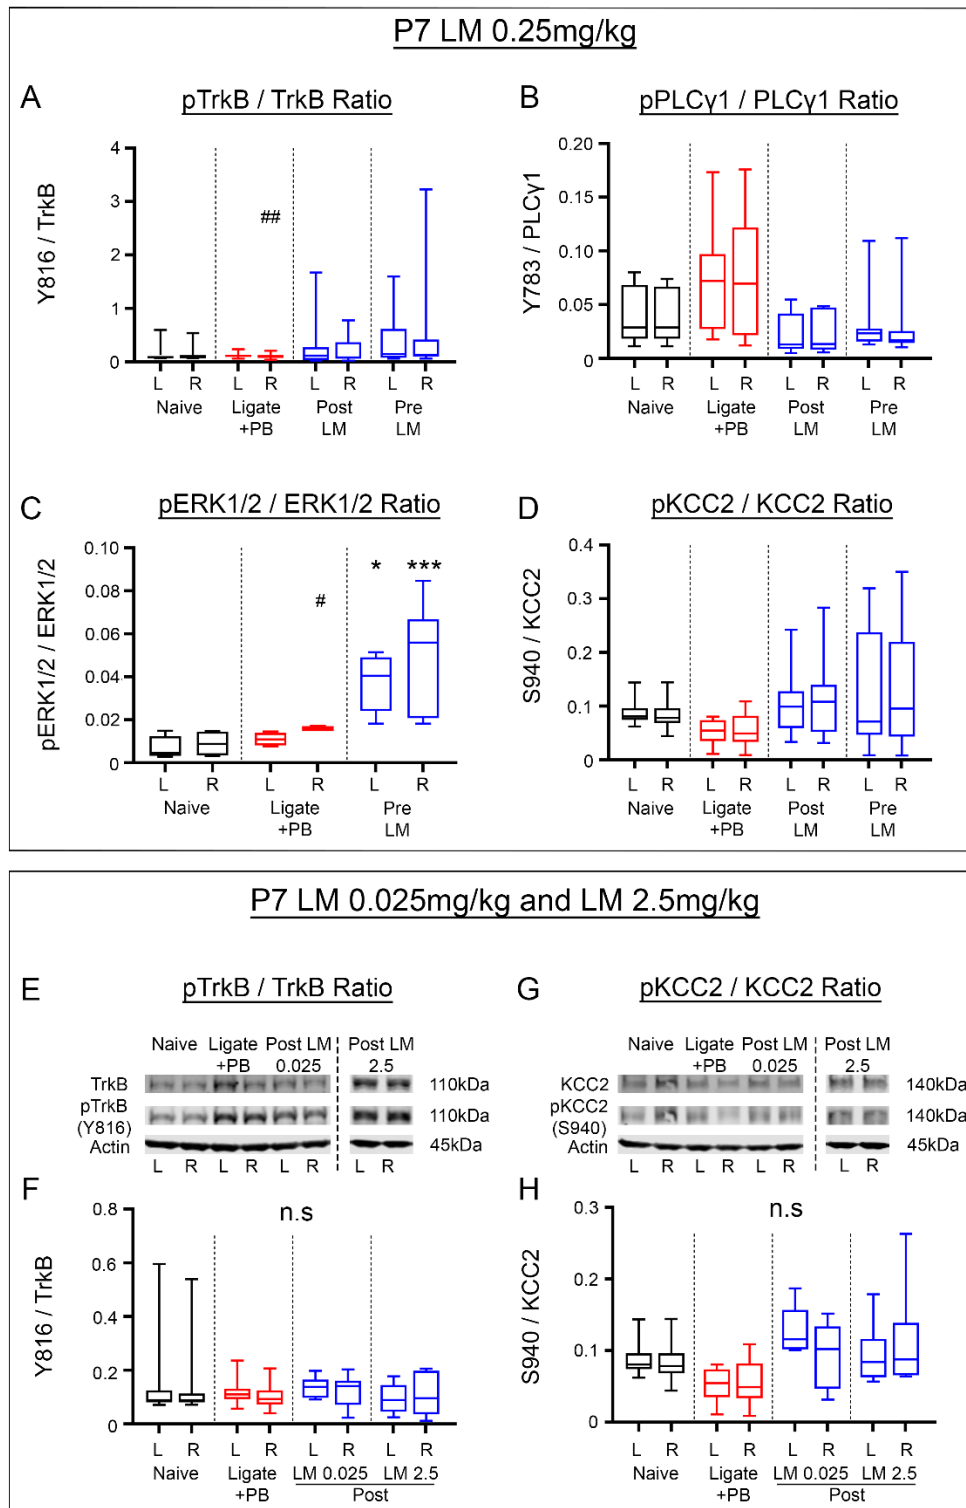 P7 LM 0.25mg/kg
A
pTrkB / TrkB Ratio
Y816 / TrkB
4
3
2
1
0
##
L R L R L R L R
Naive Ligate Post Pre
+PB LM LM
B
pPLCγ1 / PLCγ1 Ratio
Y783 / PLCγ1
0.20
0.15
0.10
0.05
0
L R L R L R L R
Naive Ligate Post Pre
+PB LM LM
C
pERK1/2 / ERK1/2 Ratio
pERK1/2 / ERK1/2
0.10
0.08
0.06
0.04
0.02
0
#
* ***
L R L R L R
Naive Ligate Pre
+PB LM
D
pKCC2 / KCC2 Ratio
S940 / KCC2
0.4
0.3
0.2
0.1
0
L R L R L R L R
Naive Ligate Post Pre
+PB LM LM
P7 LM 0.025mg/kg and LM 2.5mg/kg
E
pTrkB / TrkB Ratio
Naive Ligate Post LM Post LM
+PB 0.025 2.5
TrkB 110kDa
pTrkB 110kDa
(Y816)
Actin 45kDa
L R L R L R L R
G
pKCC2 / KCC2 Ratio
Naive Ligate Post LM Post LM
+PB 0.025 2.5
KCC2 140kDa
pKCC2 140kDa
(S940)
Actin 45kDa
L R L R L R L R
F
Y816 / TrkB
0.8
0.6
0.4
0.2
0
n.s
L R L R L R L R
Naive Ligate LM 0.025 LM 2.5
+PB Post
H
S940 / KCC2
0.3
0.2
0.1
0
n.s
L R L R L R L R
Naive Ligate LM 0.025 LM 2.5
+PB Post